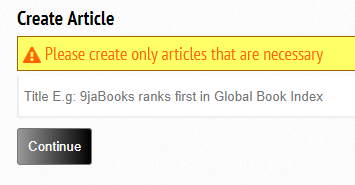 Create Article
Please create only articles that are necessary
Title E.g: 9jaBooks ranks first in Global Book Index
Continue